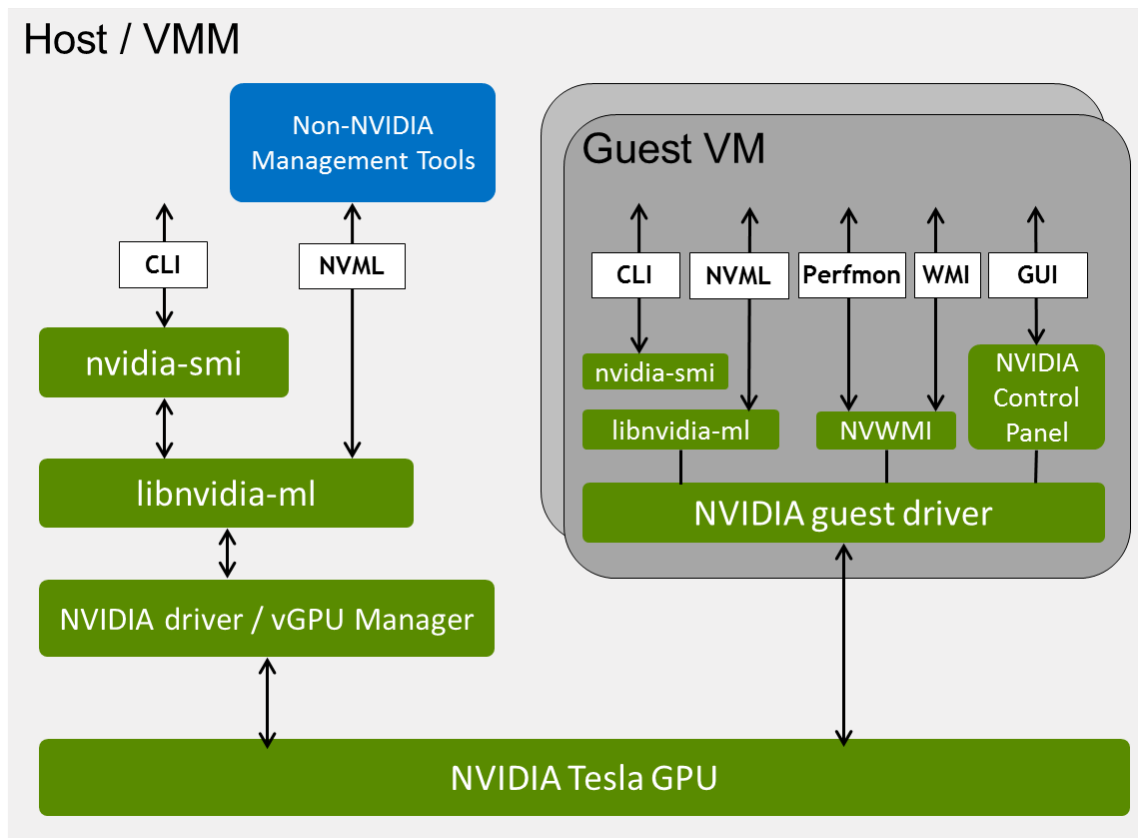 Host / VMM
Non-NVIDIA
Management Tools
CLI
NVML
nvidia-smi
libnvidia-ml
NVIDIA driver / vGPU Manager
Guest VM
CLI
NVML
Perfmon
WMI
GUI
nvidia-smi
libnvidia-ml
NVWMI
NVIDIA
Control
Panel
NVIDIA guest driver
NVIDIA Tesla GPU